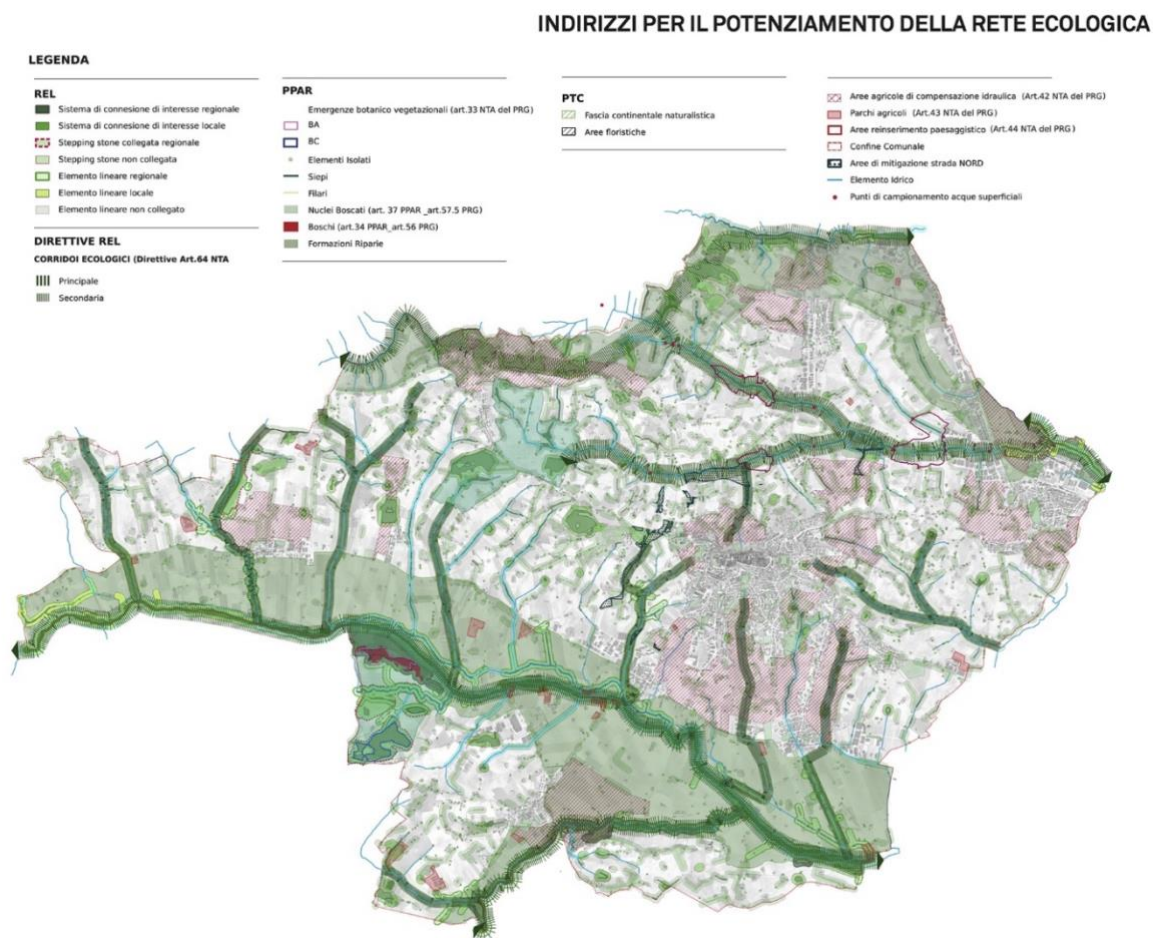 INDIRIZZI PER IL POTENZIAMENTO DELLA RETE ECOLOGICA
LEGENDA
REL
Sistema di connesione di interesse regionale
Sistema di connesione di interesse locale
Stepping stone collegata regionale
Stepping stone non collegata
Elemento lineare regionale
Elemento lineare locale
Elemento lineare non collegato
DIRETTIVE REL
CORRIDOI ECOLOGICI (Direttive Art.64 NTA
Principale
Secondaria
PPAR
Emergenze botanico vegetazionali (art.33 NTA del PRG)
BA
BC
Elementi Isolati
Siepi
Filari
Nuclei Boscati (art. 37 PPAR _art.57.5 PRG)
Boschi (art.34 PPAR_art.56 PRG)
Formazioni Riparie
PTC
Fascia continentale naturalistica
Aree floristiche
Aree agricole di compensazione idraulica (Art.42 NTA del PRG)
Parchi agricoli (Art.43 NTA del PRG)
Aree reinserimento paesaggistico (Art.44 NTA del PRG)
Confine Comunale
Aree di mitigazione strada NORD
Elemento Idrico
Punti di campionamento acque superficiali